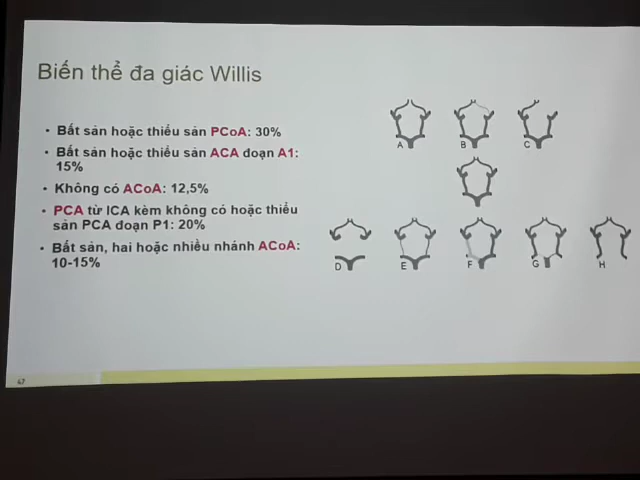 Biến thể đa giác Willis
• Bất sản hoặc thiểu sản PCoA: 30%
• Bất sản hoặc thiểu sản ACA đoạn A1:
15%
• Không có ACoA: 12,5%
• PCA từ ICA kèm không có hoặc thiểu
sản PCA đoạn P1: 20%
• Bất sản, hai hoặc nhiều nhánh ACoA:
10-15%
A B C
D E F G H
47